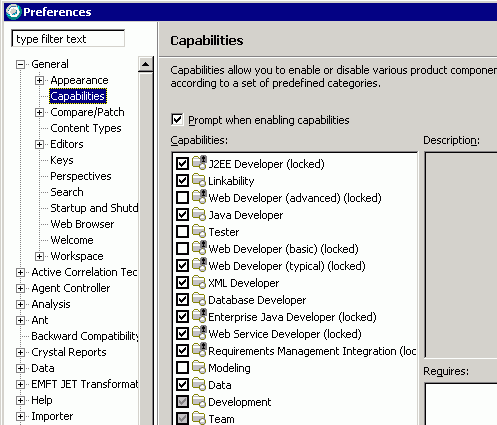 Preferences
type filter text
General
Appearance
Capabilities
Compare/Patch
Content Types
Editors
Keys
Perspectives
Search
Startup and Shutd
Web Browser
Welcome
Workspace
Active Correlation Tec
Agent Controller
Analysis
Ant
Backward Compatibility
Crystal Reports
Data
EMFT JET Transformat
Help
Importer
Capabilities
Capabilities allow you to enable or disable various product componen
according to a set of predefined categories.
Prompt when enabling capabilities
Capabilities:
Description:
J2EE Developer (locked)
Linkability
Web Developer (advanced) (locked)
Java Developer
Tester
Web Developer (basic) (locked)
Web Developer (typical) (locked)
XML Developer
Database Developer
Enterprise Java Developer (locked)
Web Service Developer (locked)
Requirements Management Integration (loc
Modeling
Data
Development
Team
Requires: